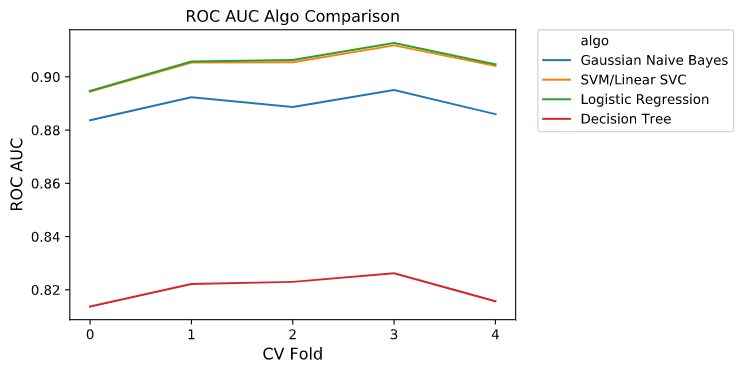 ROC AUC Algo Comparison
algo
Gaussian Naive Bayes
SVM/Linear SVC
Logistic Regression
Decision Tree
ROC AUC
0.90
0.88
0.86
0.84
0.82
0 1 2 3 4
CV Fold